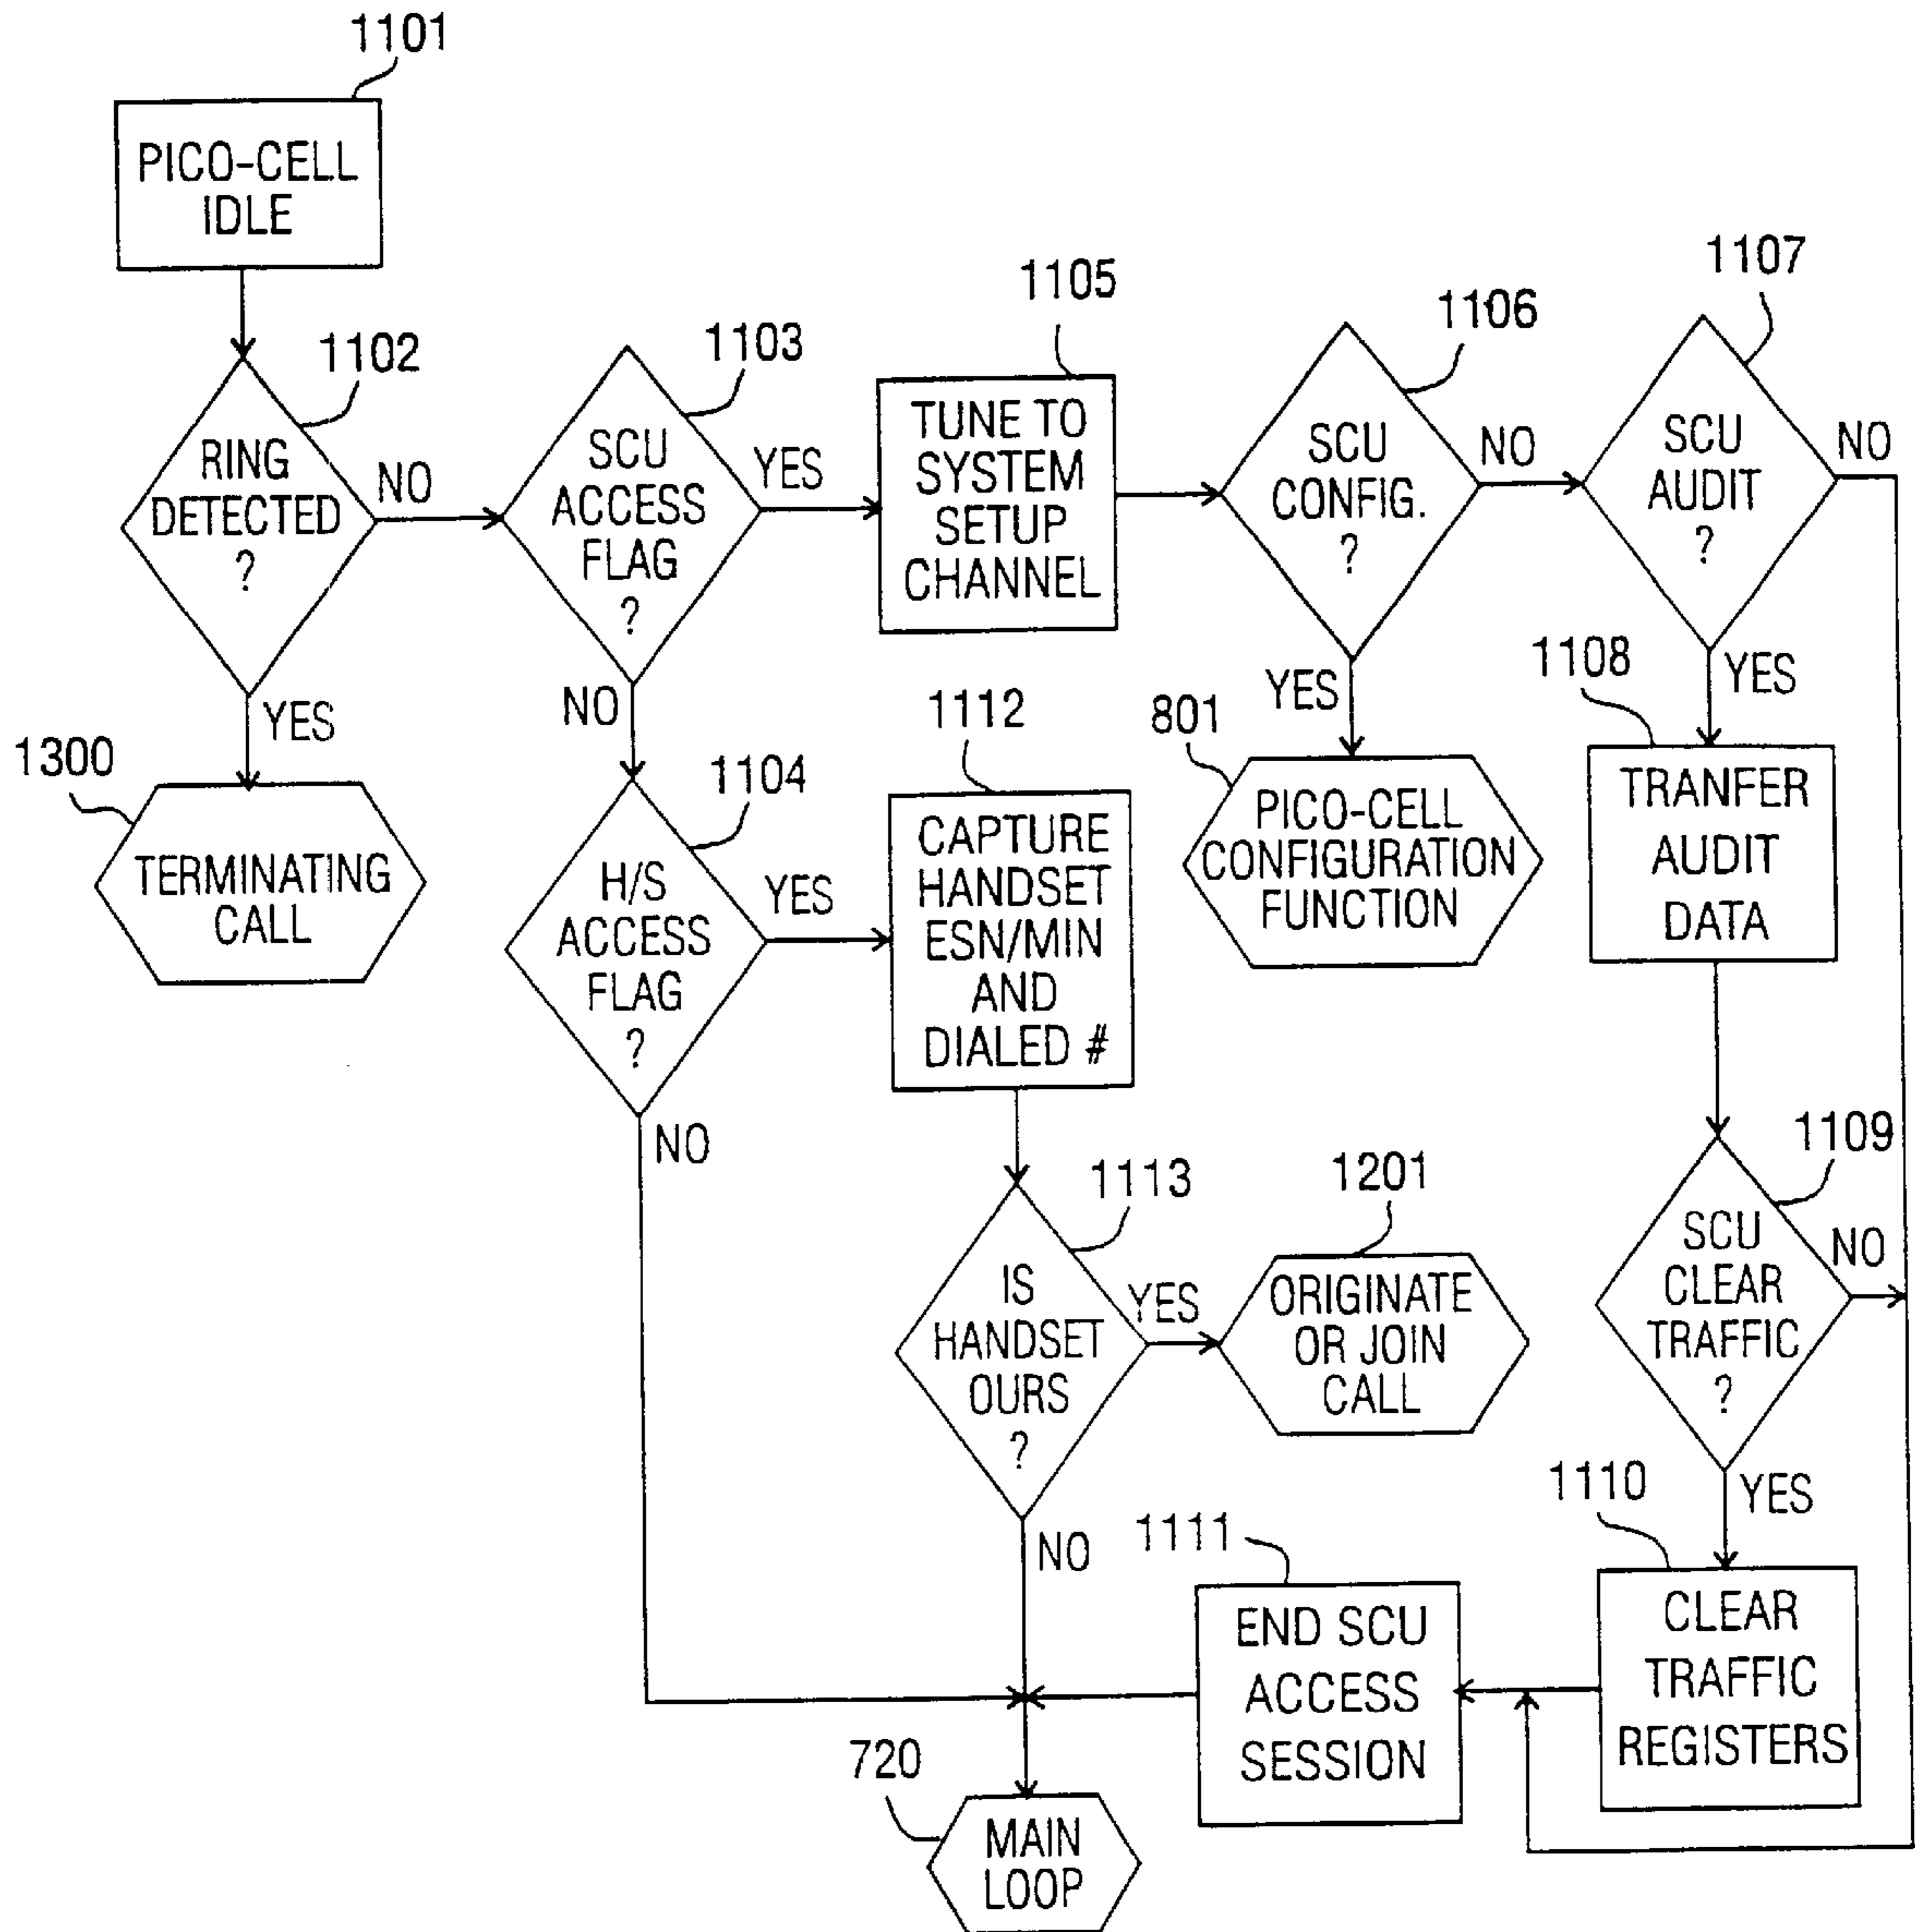 1101
PICO-CELL
IDLE
1102
RING
DETECTED
?
NO
YES
1300
TERMINATING
CALL
1103
SCU
ACCESS
FLAG
?
YES
NO
1105
TUNE TO
SYSTEM
SETUP
CHANNEL
1106
SCU
CONFIG.
?
NO
YES
801
PICO-CELL
CONFIGURATION
FUNCTION
1107
SCU
AUDIT
?
NO
YES
1108
TRANFER
AUDIT
DATA
1104
H/S
ACCESS
FLAG
?
YES
NO
1112
CAPTURE
HANDSET
ESN/MIN
AND
DIALED #
1113
IS
HANDSET
OURS
?
YES
NO
1201
ORIGINATE
OR JOIN
CALL
1109
SCU
CLEAR
TRAFFIC
?
NO
YES
1110
CLEAR
TRAFFIC
REGISTERS
1111
END SCU
ACCESS
SESSION
720
MAIN
LOOP